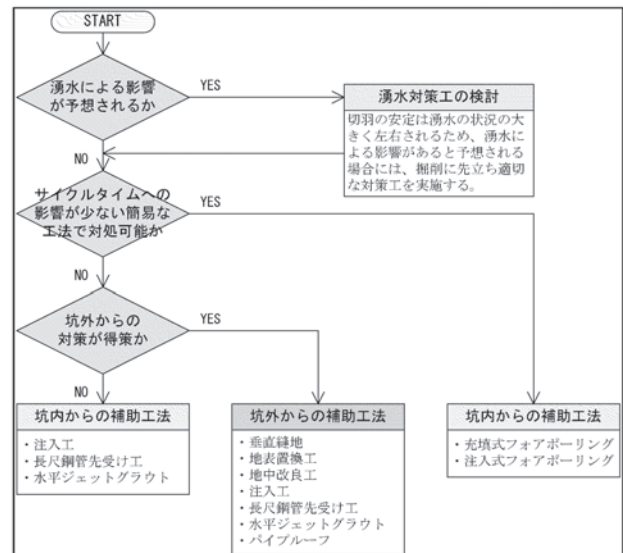 START
湧水による影響
が予想されるか
YES
湧水対策工の検討
切羽の安定は湧水の状況の大
きく左右されるため、湧水に
よる影響があると予想される
場合には、掘削に先立ち適切
な対策工を実施する。
NO
サイクルタイムへの
影響が少ない簡易な
工法で対処可能か
YES
NO
坑外からの
対策が得策か
YES
NO
坑内からの補助工法
・注入工
・長尺鋼管先受け工
・水平ジェットグラウト
坑外からの補助工法
・垂直縫地
・地表置換工
・地中改良工
・注入工
・長尺鋼管先受け工
・水平ジェットグラウト
・パイプルーフ
坑内からの補助工法
・充填式フォアボーリング
・注入式フォアボーリング